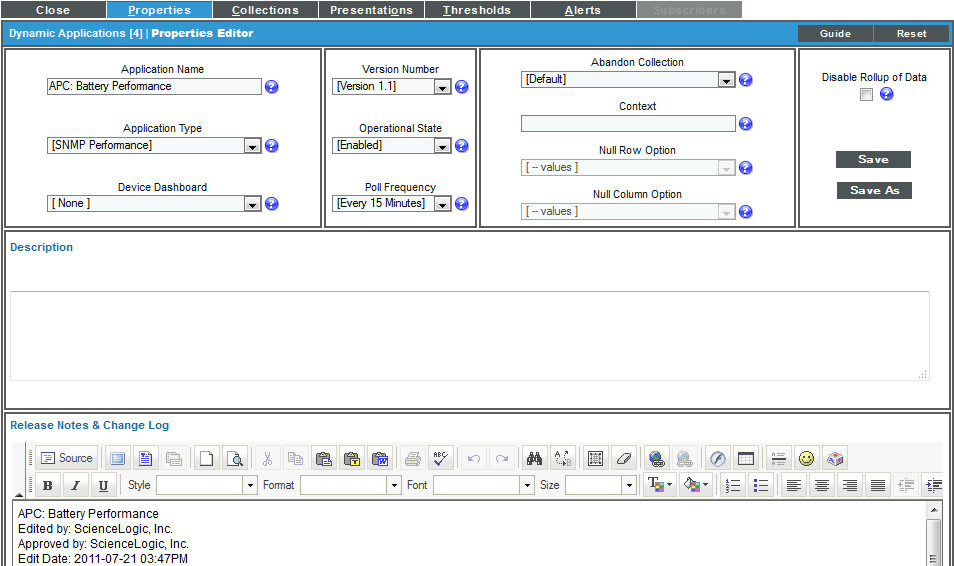 Close Properties Collections Presentations Thresholds Alerts Subscribers
Dynamic Applications [4] | Properties Editor Guide Reset
Application Name
APC: Battery Performance
Application Type
[SNMP Performance]
Device Dashboard
[ None ]
Version Number
[Version 1.1]
Operational State
[Enabled]
Poll Frequency
[Every 15 Minutes]
Abandon Collection
[Default]
Context
Null Row Option
[ -- values ]
Null Column Option
[ -- values ]
Disable Rollup of Data
Save
Save As
Description
Release Notes & Change Log
Source
B I U Style Format Font Size
APC: Battery Performance
Edited by: ScienceLogic, Inc.
Approved by: ScienceLogic, Inc.
Edit Date: 2011-07-21 03:47PM